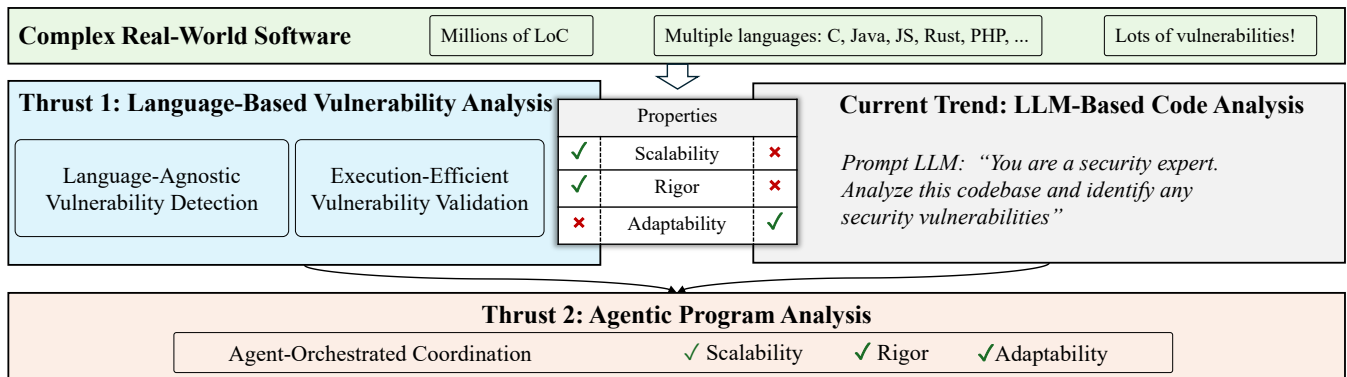 Complex Real-World Software
Millions of LoC
Multiple languages: C, Java, JS, Rust, PHP, ...
Lots of vulnerabilities!
Thrust 1: Language-Based Vulnerability Analysis
Language-Agnostic
Vulnerability Detection
Execution-Efficient
Vulnerability Validation
Properties
✓ Scalability ×
✓ Rigor ×
× Adaptability ✓
Current Trend: LLM-Based Code Analysis
Prompt LLM: “You are a security expert.
Analyze this codebase and identify any
security vulnerabilities”
Thrust 2: Agentic Program Analysis
Agent-Orchestrated Coordination ✓ Scalability ✓ Rigor ✓Adaptability